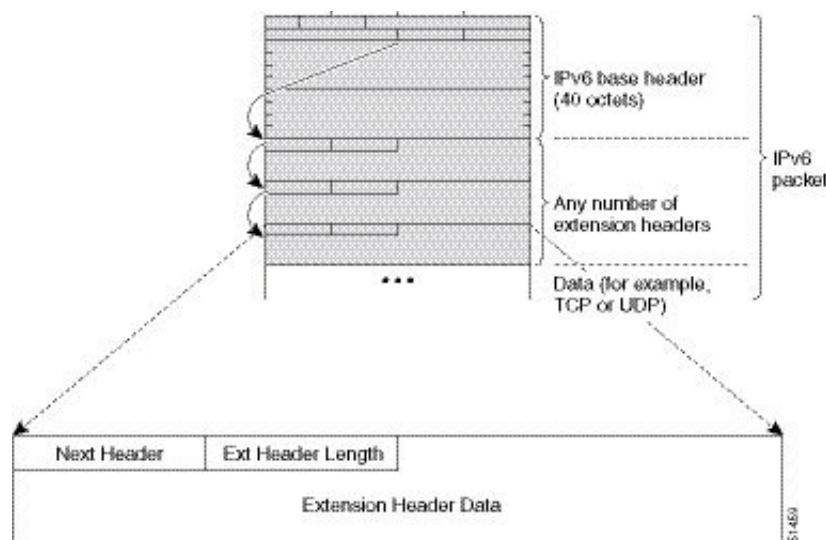 IPv6 base header
(40 octets)
IPv6
packet
Any number of
extension headers
Data (for example,
TCP or UDP)
Next Header
Ext Header Length
Extension Header Data
51459